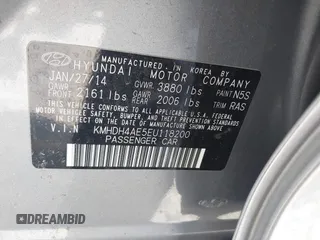 MANUFACTURED IN KOREA BY
HYUNDAI MOTOR COMPANY
JAN/27/14 GVWR 3880 lbs PAINT N5S
GAWR FRONT 2161 lbs GAWR REAR 2006 lbs TRIM RAS
THIS VEHICLE CONFORMS TO ALL APPLICABLE
FEDERAL MOTOR VEHICLE SAFETY, BUMPER, AND
THEFT PREVENTION STANDARDS IN EFFECT ON THE
DATE OF MANUFACTURE SHOWN ABOVE.
V.I.N KMHDH4AE5EU118200
PASSENGER CAR
DREAMBID